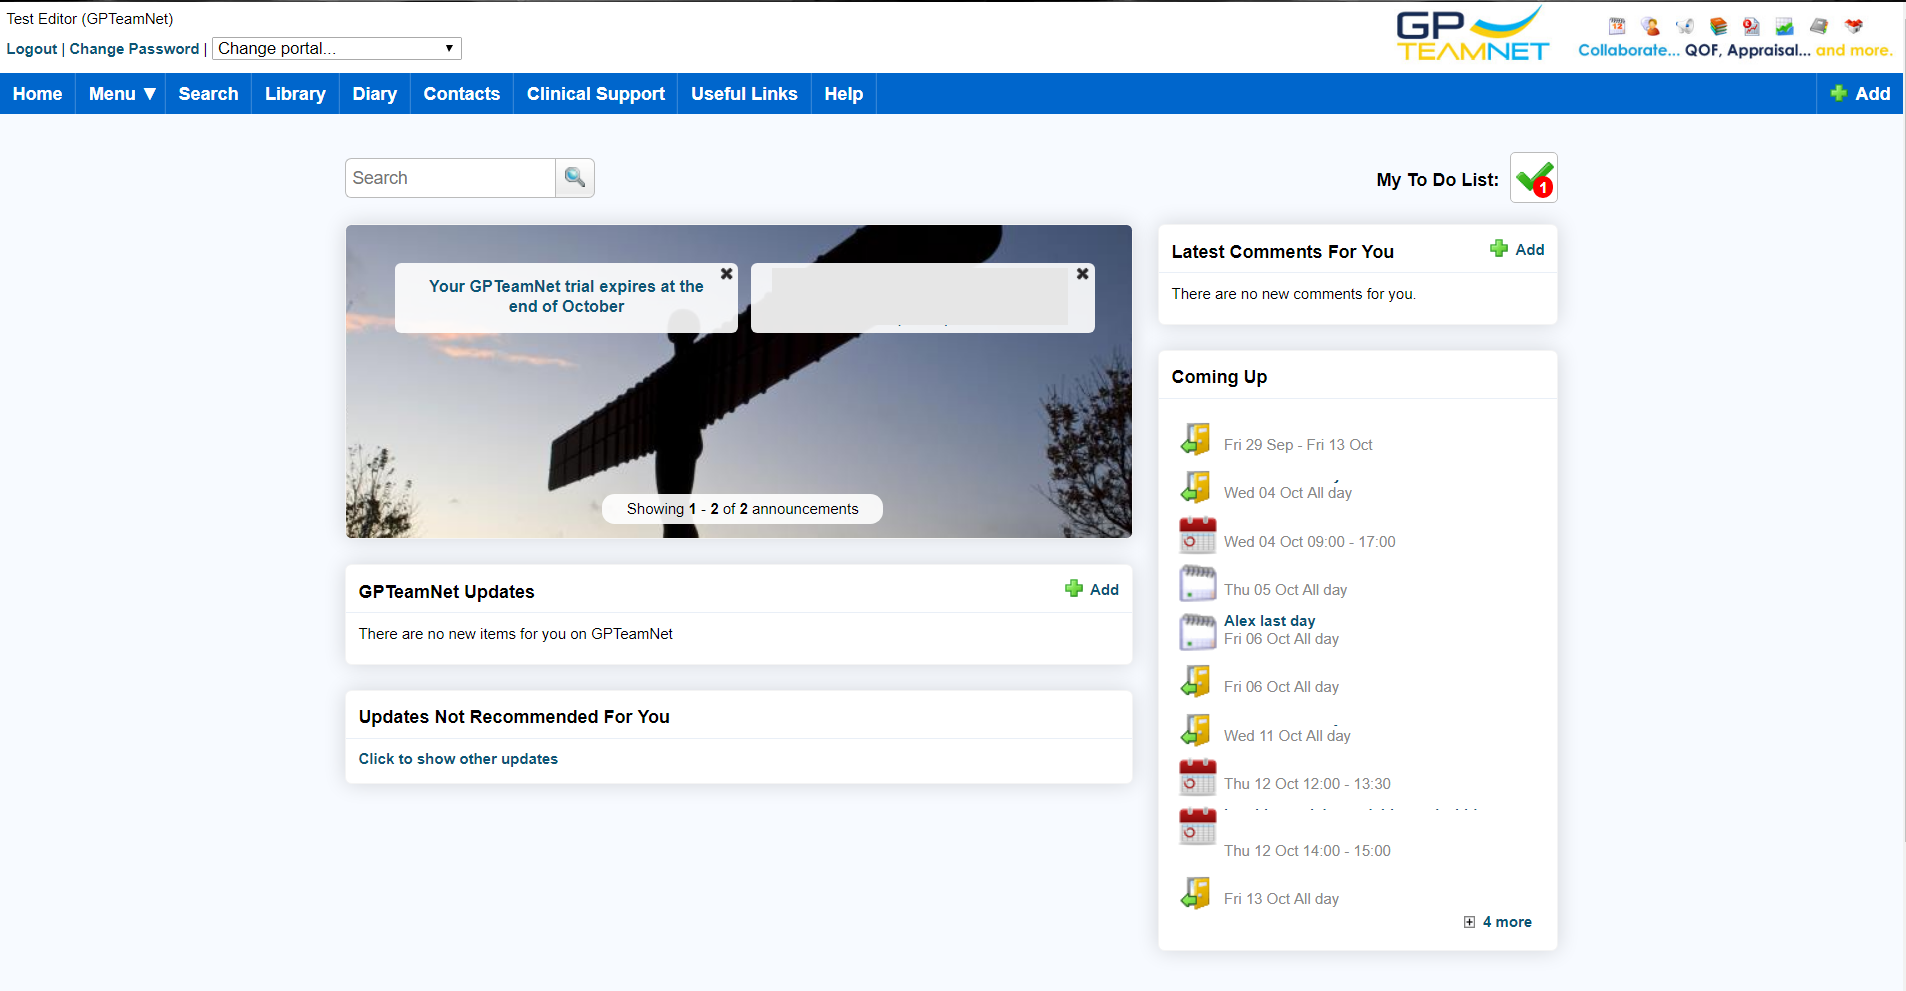 Test Editor (GPTeamNet)
Logout | Change Password | Change portal...
GP TEAMNET
Collaborate... QOF, Appraisal... and more.
Home Menu ▼ Search Library Diary Contacts Clinical Support Useful Links Help Add
Search
My To Do List: 1
Your GPTeamNet trial expires at the
end of October
Showing 1 - 2 of 2 announcements
GPTeamNet Updates Add
There are no new items for you on GPTeamNet
Updates Not Recommended For You
Click to show other updates
Latest Comments For You Add
There are no new comments for you.
Coming Up
Fri 29 Sep - Fri 13 Oct
Wed 04 Oct All day
Wed 04 Oct 09:00 - 17:00
Thu 05 Oct All day
Alex last day
Fri 06 Oct All day
Fri 06 Oct All day
Wed 11 Oct All day
Thu 12 Oct 12:00 - 13:30
Thu 12 Oct 14:00 - 15:00
Fri 13 Oct All day
4 more